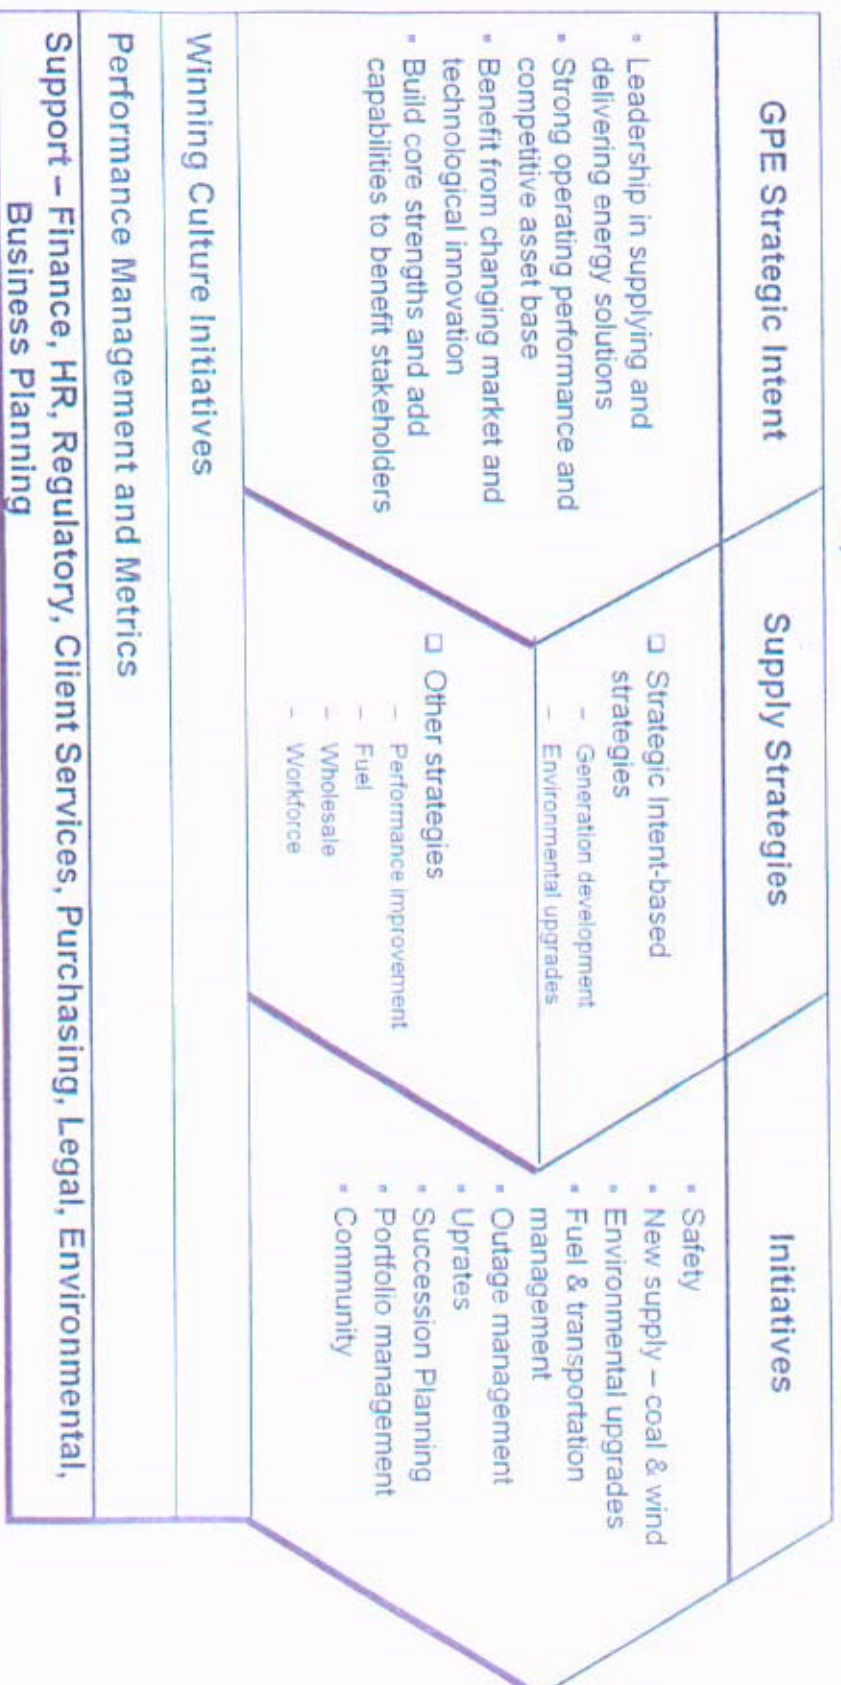 GPE Strategic Intent
▪ Leadership in supplying and
delivering energy solutions
▪ Strong operating performance and
competitive asset base
▪ Benefit from changing market and
technological innovation
▪ Build core strengths and add
capabilities to benefit stakeholders
Supply Strategies
❑ Strategic Intent-based
strategies
– Generation development
– Environmental upgrades
❑ Other strategies
– Performance improvement
– Fuel
– Wholesale
– Workforce
Initiatives
▪ Safety
▪ New supply – coal & wind
▪ Environmental upgrades
▪ Fuel & transportation
management
▪ Outage management
▪ Uprates
▪ Succession Planning
▪ Portfolio management
▪ Community
Winning Culture Initiatives
Performance Management and Metrics
Support – Finance, HR, Regulatory, Client Services, Purchasing, Legal, Environmental,
Business Planning